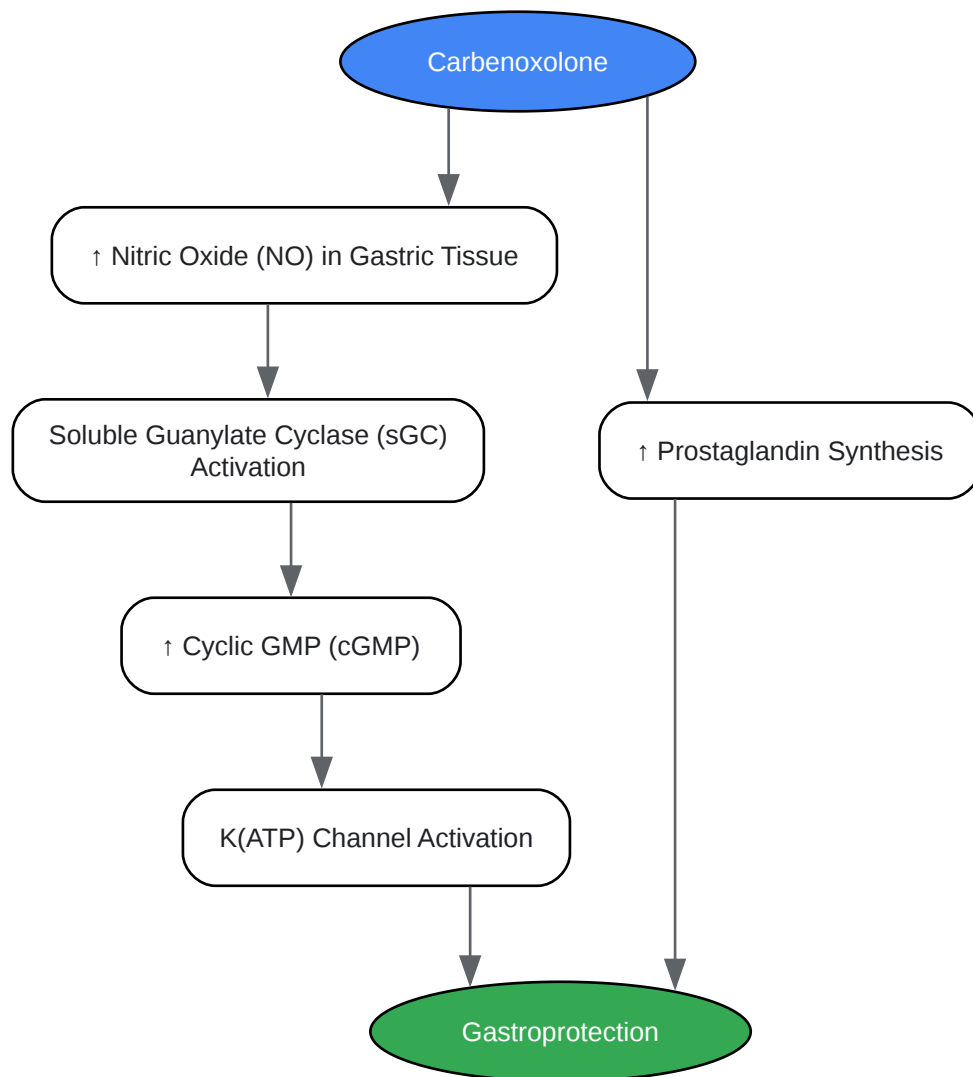 Carbenoxolone
↑ Nitric Oxide (NO) in Gastric Tissue
Soluble Guanylate Cyclase (sGC)
Activation
↑ Prostaglandin Synthesis
↑ Cyclic GMP (cGMP)
K(ATP) Channel Activation
Gastroprotection